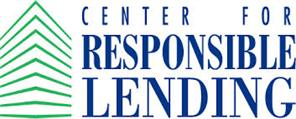 CENTER FOR
RESPONSIBLE
LENDING